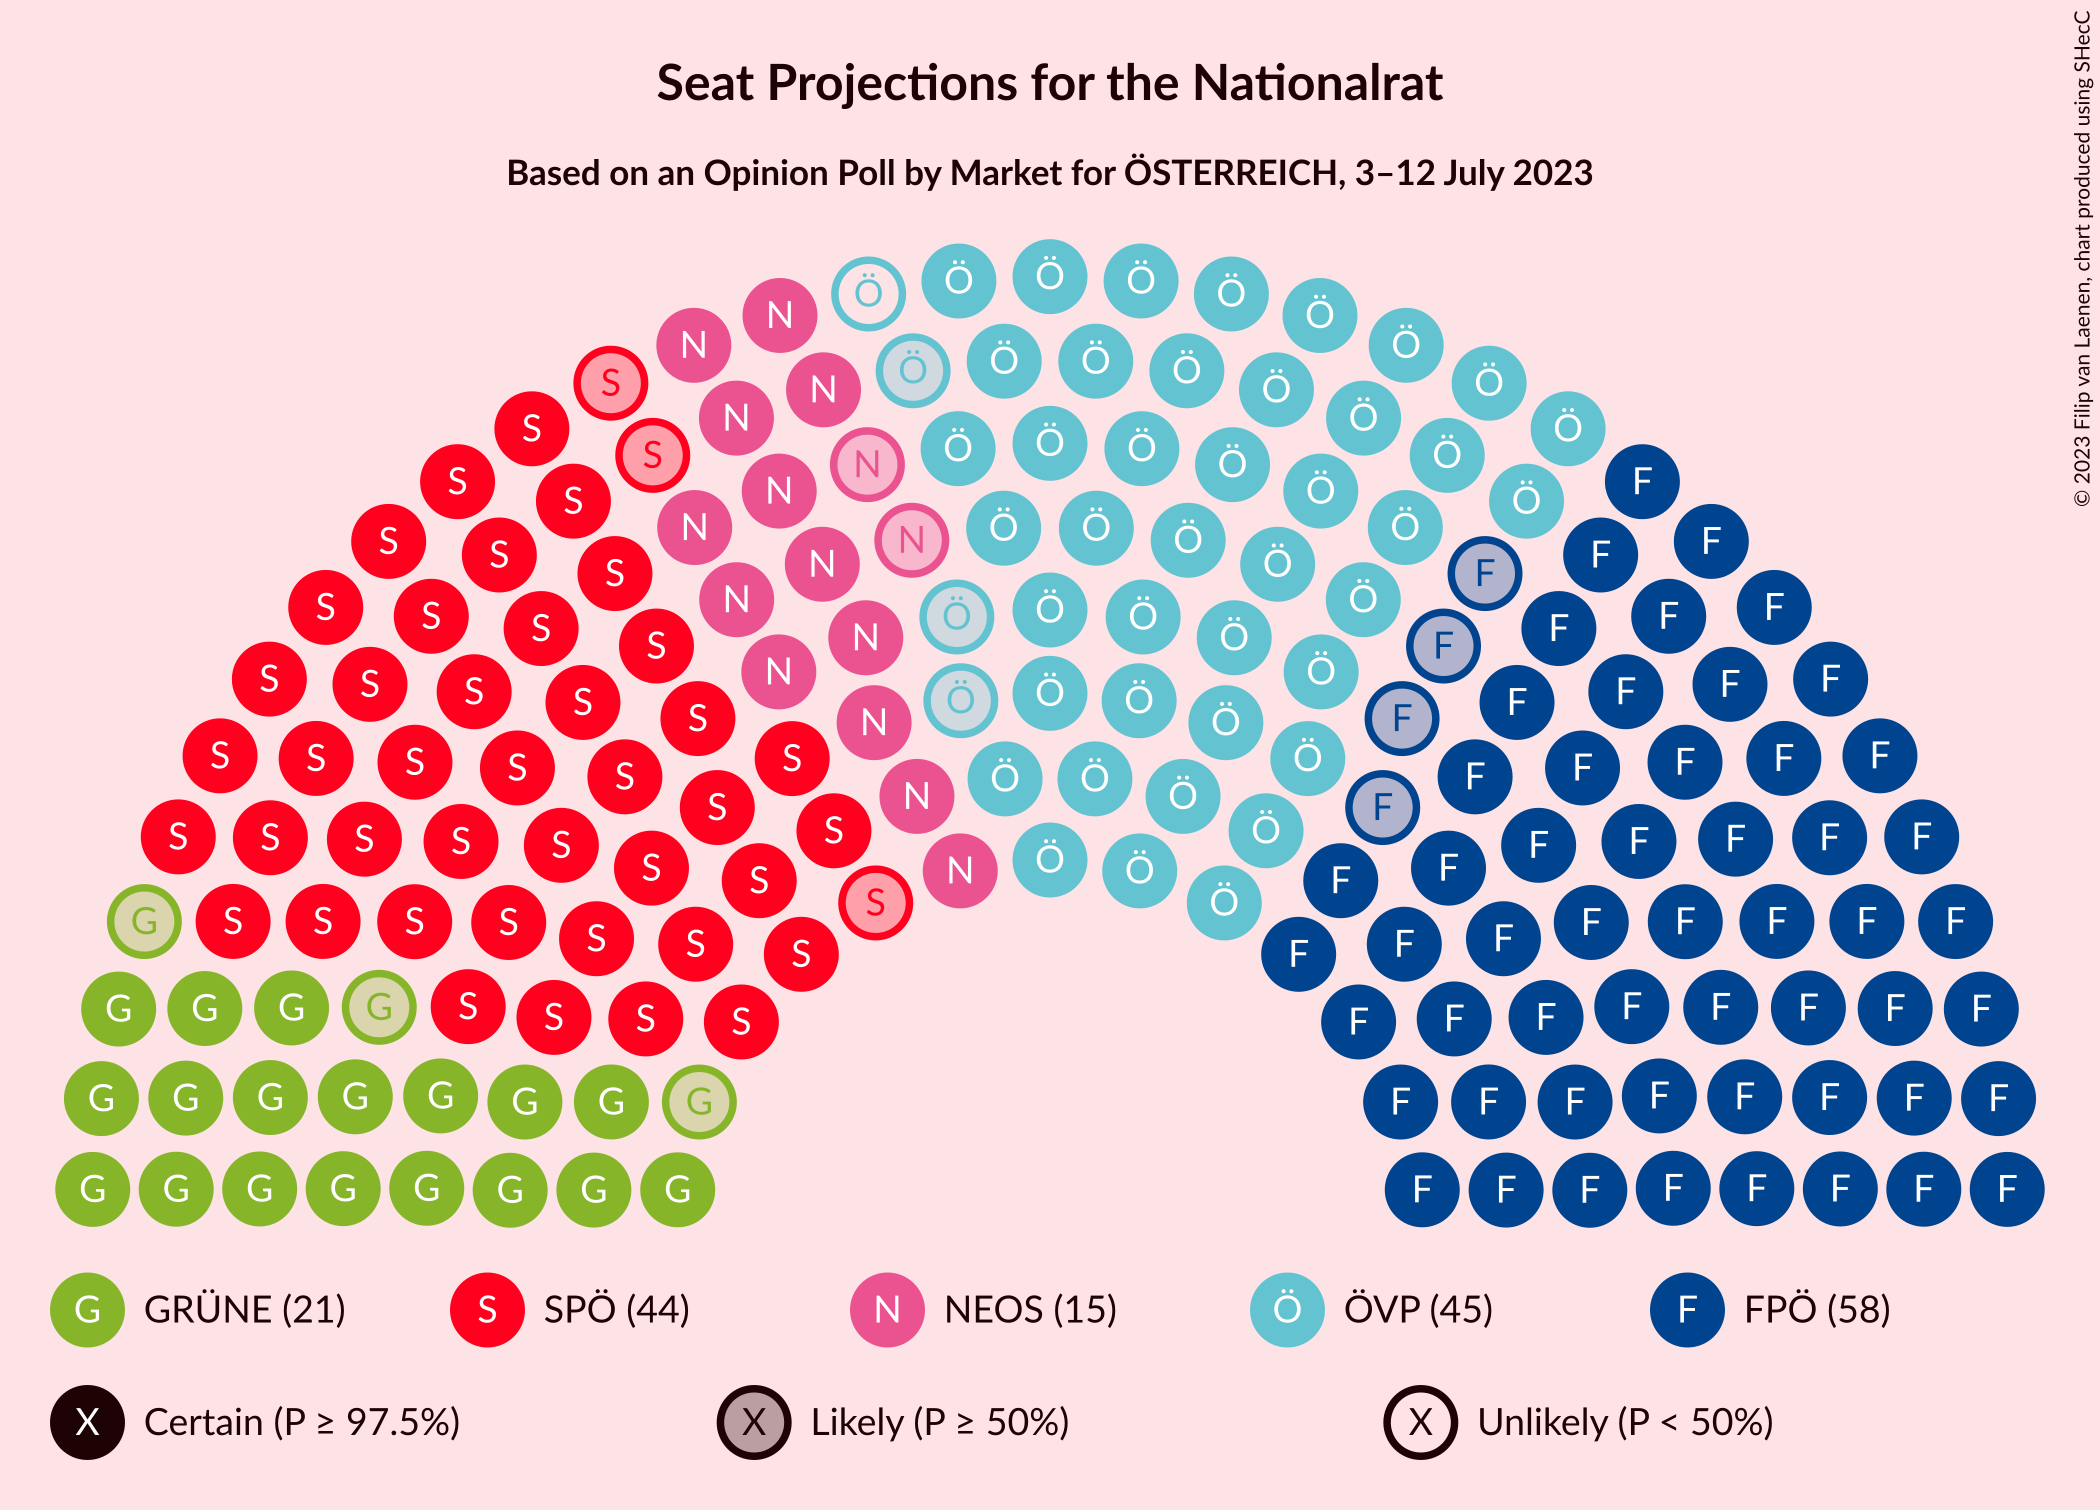 Seat Projections for the Nationalrat
Based on an Opinion Poll by Market for ÖSTERREICH, 3–12 July 2023
© 2023 Filip van Laenen, chart produced using SHecC
Ö Ö Ö Ö Ö
N N Ö Ö
S N Ö Ö Ö Ö Ö Ö Ö
S S N N N Ö Ö Ö Ö Ö Ö Ö F
S S S N N N Ö Ö Ö Ö Ö Ö F F F
S S S S N N N Ö Ö Ö Ö Ö F F F F
S S S S S N N Ö Ö Ö Ö Ö F F F F F
S S S S S S S N Ö Ö Ö Ö F F F F F F
S S S S S S S S N Ö Ö Ö F F F F F F F
G S S S S S S S S Ö F F F F F F F F
G G G G S S S S F F F F F F F F
G G G G G G G G F F F F F F F F
G G G G G G G G F F F F F F F F
G GRÜNE (21) S SPÖ (44) N NEOS (15) Ö ÖVP (45) F FPÖ (58)
X Certain (P ≥ 97.5%) X Likely (P ≥ 50%) X Unlikely (P < 50%)